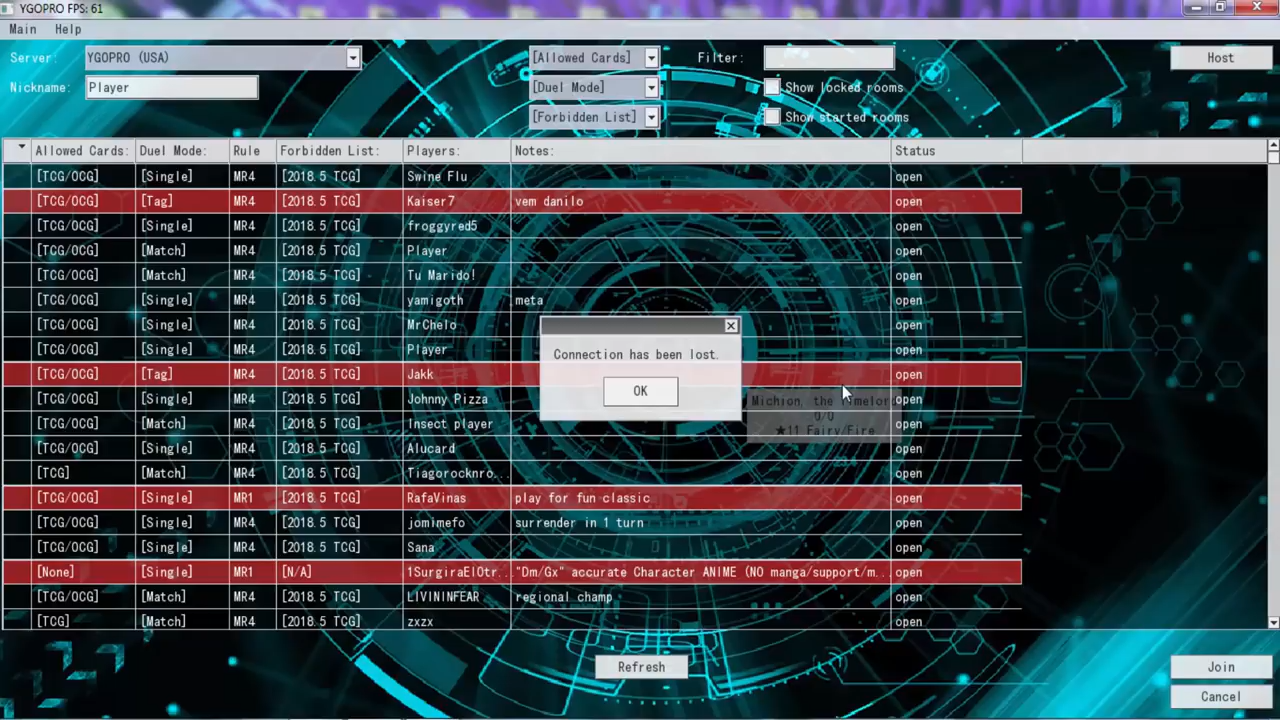 YGOPRO FPS: 61
Main Help
Server: YGOPRO (USA) [Allowed Cards] Filter: Host
Nickname: Player [Duel Mode] Show locked rooms
[Forbidden List] Show started rooms
Allowed Cards: Duel Mode: Rule Forbidden List: Players: Notes: Status
[TCG/OCG] [Single] MR4 [2018.5 TCG] Swine Flu open
[TCG/OCG] [Tag] MR4 [2018.5 TCG] Kaiser7 vem danilo open
[TCG/OCG] [Single] MR4 [2018.5 TCG] froggyred5 open
[TCG/OCG] [Match] MR4 [2018.5 TCG] Player open
[TCG/OCG] [Match] MR4 [2018.5 TCG] Tu Marido! open
[TCG/OCG] [Single] MR4 [2018.5 TCG] yamigoth meta open
[TCG/OCG] [Single] MR4 [2018.5 TCG] MrChelo open
[TCG/OCG] [Single] MR4 [2018.5 TCG] Player open
[TCG/OCG] [Tag] MR4 [2018.5 TCG] Jakk open
[TCG/OCG] [Single] MR4 [2018.5 TCG] Johnny Pizza open
[TCG/OCG] [Match] MR4 [2018.5 TCG] Insect player open
[TCG/OCG] [Single] MR4 [2018.5 TCG] Alucard open
[TCG] [Match] MR4 [2018.5 TCG] Tiagorocknro... open
[TCG/OCG] [Single] MR1 [2018.5 TCG] RafaVinas play for fun classic open
[TCG/OCG] [Single] MR4 [2018.5 TCG] jomimefo surrender in 1 turn open
[TCG/OCG] [Single] MR4 [2018.5 TCG] Sana open
[None] [Single] MR1 [N/A] 1SurgiraElOtr... "Dm/Gx" accurate Character ANIME (NO manga/support/m... open
[TCG/OCG] [Match] MR4 [2018.5 TCG] LIVININFEAR regional champ open
[TCG] [Match] MR4 [2018.5 TCG] zxzx open
Connection has been lost.
OK
Michion, the Timelord
0/0
★11 Fairy/Fire
Refresh
Join
Cancel